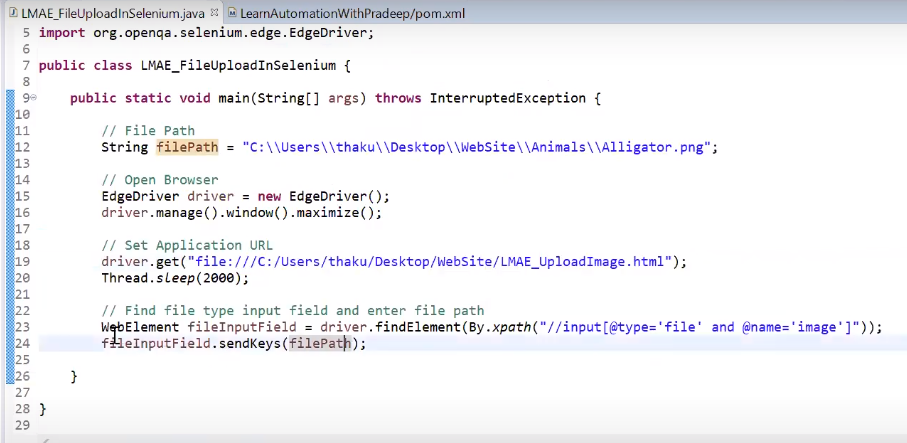 LMAE_FileUploadInSelenium.java LearnAutomationWithPradeep/pom.xml
5 import org.openqa.selenium.edge.EdgeDriver;
6
7 public class LMAE_FileUploadInSelenium {
8
9 public static void main(String[] args) throws InterruptedException {
10
11 // File Path
12 String filePath = "C:\\Users\\thaku\\Desktop\\WebSite\\Animals\\Alligator.png";
13
14 // Open Browser
15 EdgeDriver driver = new EdgeDriver();
16 driver.manage().window().maximize();
17
18 // Set Application URL
19 driver.get("file:///C:/Users/thaku/Desktop/WebSite/LMAE_UploadImage.html");
20 Thread.sleep(2000);
21
22 // Find file type input field and enter file path
23 WebElement fileInputField = driver.findElement(By.xpath("//input[@type='file' and @name='image']"));
24 fileInputField.sendKeys(filePath);
25
26 }
27
28 }
29